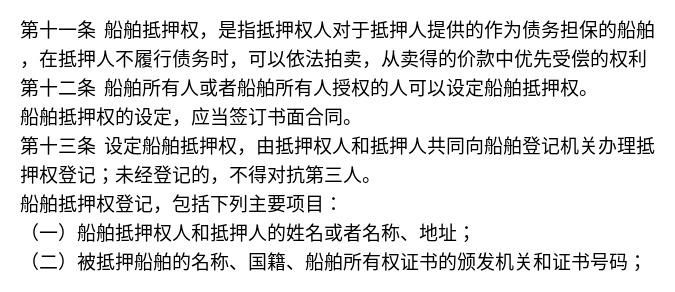 第十一条 船舶抵押权，是指抵押权人对于抵押人提供的作为债务担保的船舶
，在抵押人不履行债务时，可以依法拍卖，从卖得的价款中优先受偿的权利
第十二条 船舶所有人或者船舶所有人授权的人可以设定船舶抵押权。
船舶抵押权的设定，应当签订书面合同。
第十三条 设定船舶抵押权，由抵押权人和抵押人共同向船舶登记机关办理抵
押权登记；未经登记的，不得对抗第三人。
船舶抵押权登记，包括下列主要项目：
（一）船舶抵押权人和抵押人的姓名或者名称、地址；
（二）被抵押船舶的名称、国籍、船舶所有权证书的颁发机关和证书号码；